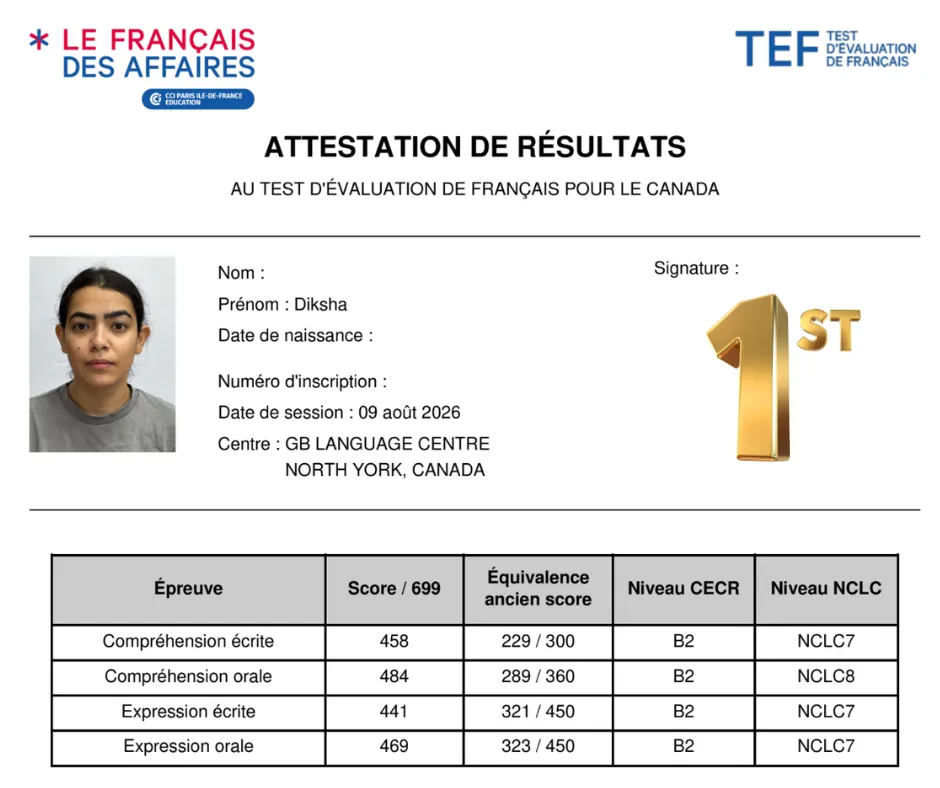 LE FRANÇAIS
DES AFFAIRES
CCI PARIS ILE-DE-FRANCE
EDUCATION
TEF TEST
D'ÉVALUATION
DE FRANÇAIS
ATTESTATION DE RÉSULTATS
AU TEST D'ÉVALUATION DE FRANÇAIS POUR LE CANADA
Nom :
Prénom : Diksha
Date de naissance :
Numéro d'inscription :
Date de session : 09 août 2026
Centre : GB LANGUAGE CENTRE
NORTH YORK, CANADA
Signature :
1ST
Épreuve Score / 699 Équivalence ancien score Niveau CECR Niveau NCLC
Compréhension écrite 458 229 / 300 B2 NCLC7
Compréhension orale 484 289 / 360 B2 NCLC8
Expression écrite 441 321 / 450 B2 NCLC7
Expression orale 469 323 / 450 B2 NCLC7